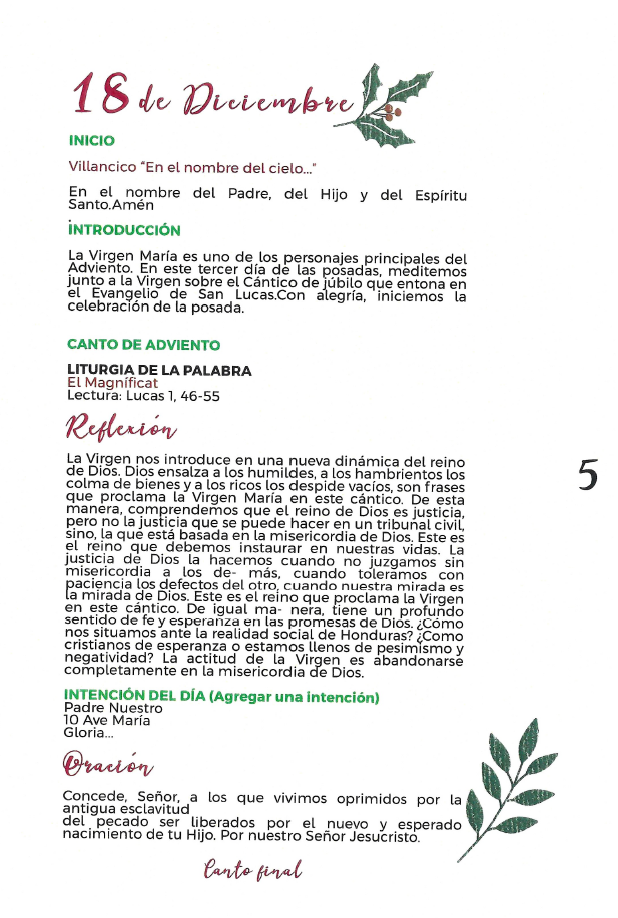 18 de Diciembre
INICIO
Villancico “En el nombre del cielo...”
En el nombre del Padre, del Hijo y del Espíritu
Santo.Amén
INTRODUCCIÓN
La Virgen María es uno de los personajes principales del
Adviento. En este tercer día de las posadas, meditemos
junto a la Virgen sobre el Cántico de júbilo que entona en
el Evangelio de San Lucas.Con alegría, iniciemos la
celebración de la posada.
CANTO DE ADVIENTO
LITURGIA DE LA PALABRA
El Magníficat
Lectura: Lucas 1, 46-55
Reflexión
La Virgen nos introduce en una nueva dinámica del reino
de Dios. Dios ensalza a los humildes, a los hambrientos los
colma de bienes y a los ricos los despide vacíos, son frases
que proclama la Virgen María en este cántico. De esta
manera, comprendemos que el reino de Dios es justicia,
pero no la justicia que se puede hacer en un tribunal civil,
sino, la que está basada en la misericordia de Dios. Este es
el reino que debemos instaurar en nuestras vidas. La
justicia de Dios la hacemos cuando no juzgamos sin
misericordia a los de- más, cuando toleramos con
paciencia los defectos del otro, cuando nuestra mirada es
la mirada de Dios. Este es el reino que proclama la Virgen
en este cántico. De igual ma- nera, tiene un profundo
sentido de fe y esperanza en las promesas de Dios. ¿Cómo
nos situamos ante la realidad social de Honduras? ¿Como
cristianos de esperanza o estamos llenos de pesimismo y
negatividad? La actitud de la Virgen es abandonarse
completamente en la misericordia de Dios.
5
INTENCIÓN DEL DÍA (Agregar una intención)
Padre Nuestro
10 Ave María
Gloria...
Oración
Concede, Señor, a los que vivimos oprimidos por la
antigua esclavitud
del pecado ser liberados por el nuevo y esperado
nacimiento de tu Hijo. Por nuestro Señor Jesucristo.
Canto final